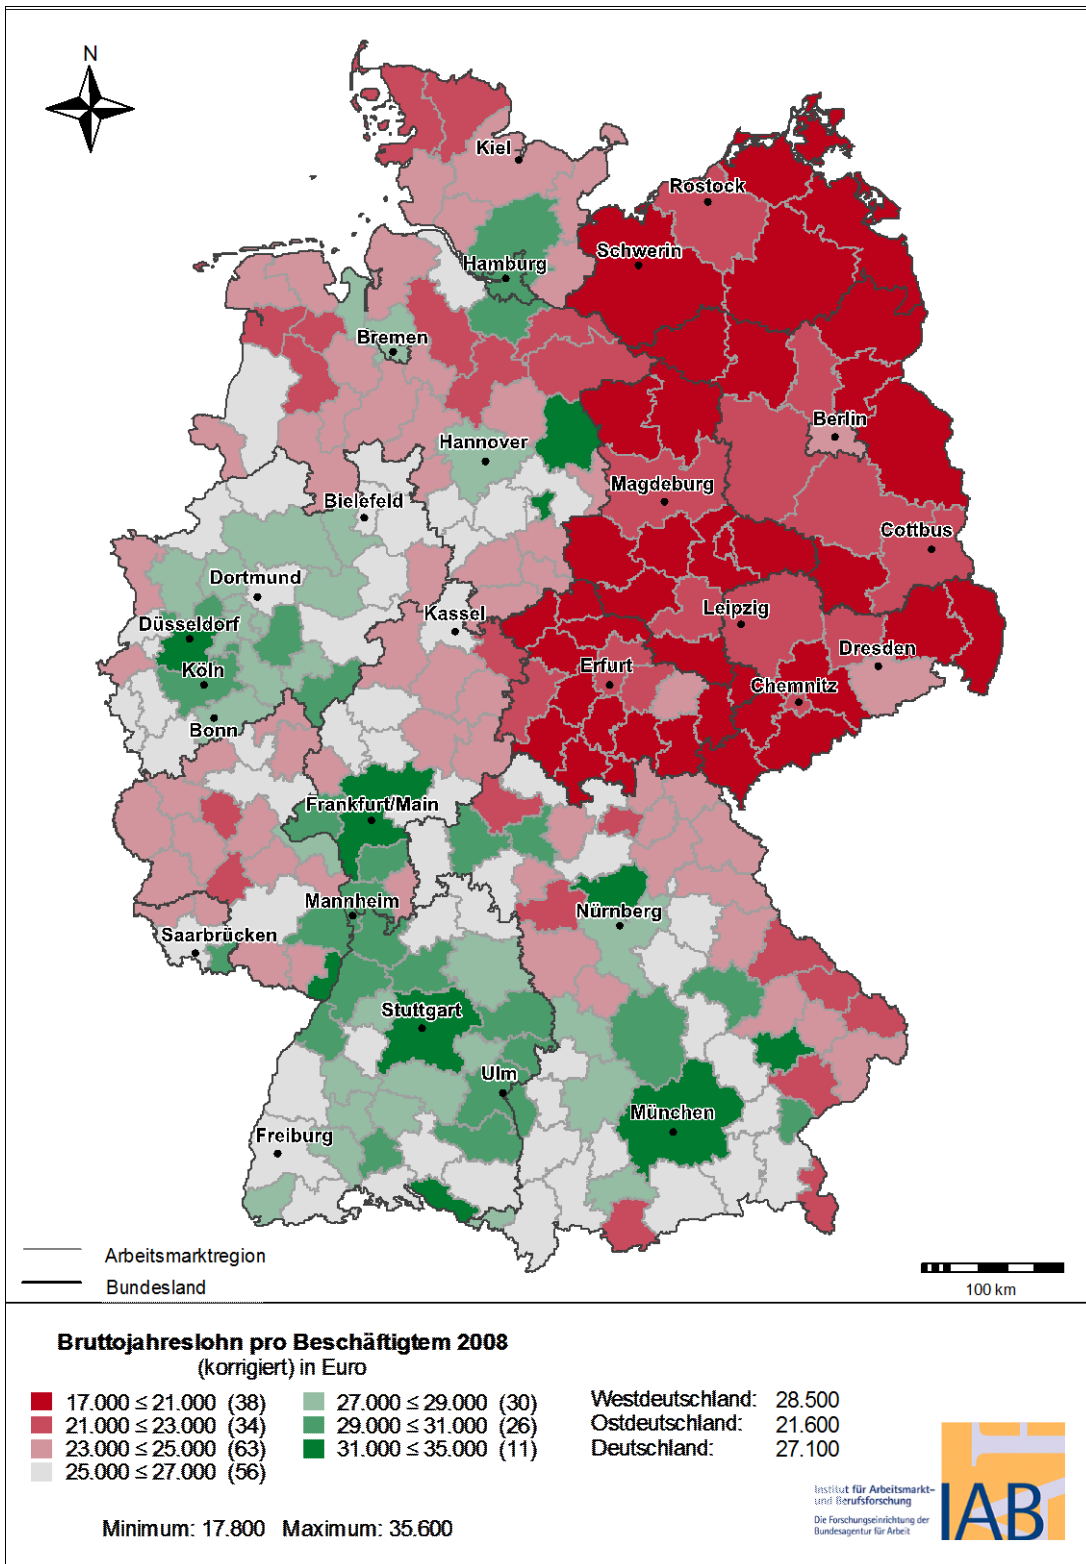 N
Kiel
Rostock
Schwerin
Hamburg
Bremen
Berlin
Hannover
Magdeburg
Bielefeld
Cottbus
Dortmund
Kassel
Leipzig
Düsseldorf
Dresden
Köln
Erfurt
Chemnitz
Bonn
Frankfurt/Main
Mannheim
Nürnberg
Saarbrücken
Stuttgart
Ulm
München
Freiburg
Arbeitsmarktregion
Bundesland
100 km
Bruttojahreslohn pro Beschäftigtem 2008
(korrigiert) in Euro
17.000 ≤ 21.000 (38)
21.000 ≤ 23.000 (34)
23.000 ≤ 25.000 (63)
25.000 ≤ 27.000 (56)
27.000 ≤ 29.000 (30)
29.000 ≤ 31.000 (26)
31.000 ≤ 35.000 (11)
Westdeutschland: 28.500
Ostdeutschland: 21.600
Deutschland: 27.100
Minimum: 17.800 Maximum: 35.600
Institut für Arbeitsmarkt-
und Berufsforschung
Die Forschungseinrichtung der
Bundesagentur für Arbeit
IAB